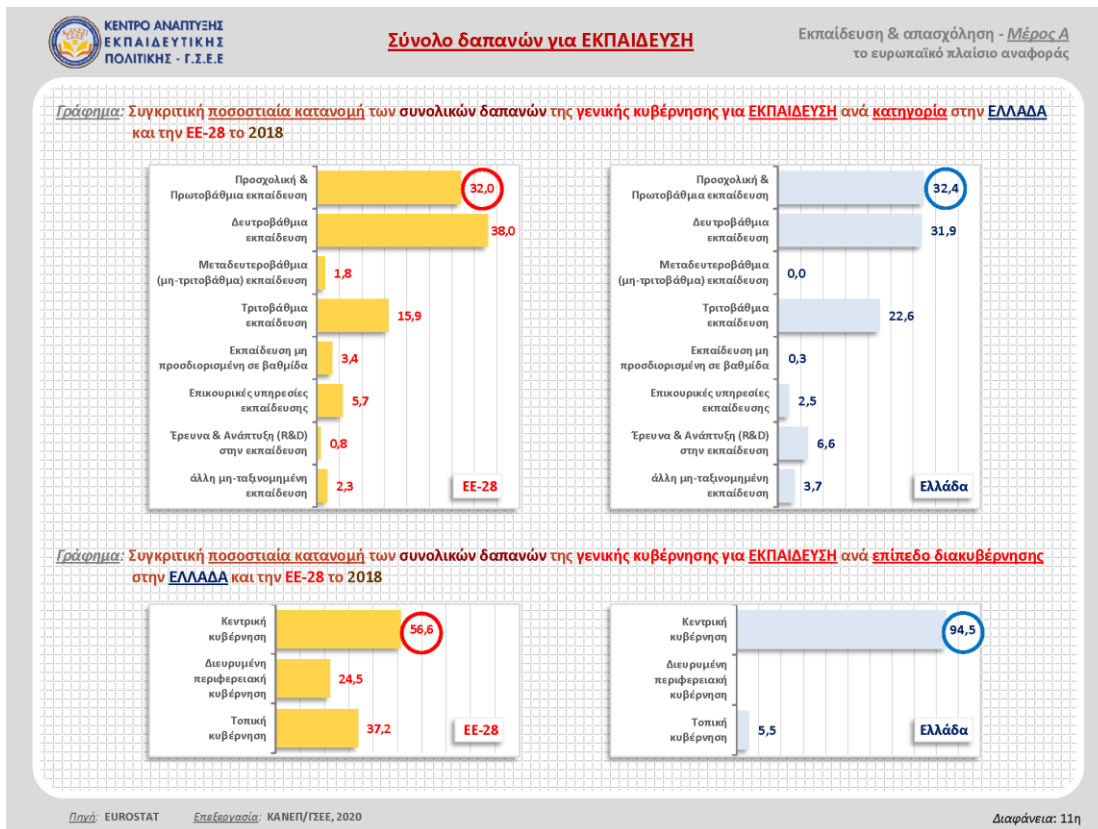 ΚΕΝΤΡΟ ΑΝΑΠΤΥΞΗΣ
ΕΚΠΑΙΔΕΥΤΙΚΗΣ
ΠΟΛΙΤΙΚΗΣ - Γ.Σ.Ε.Ε
Σύνολο δαπανών για ΕΚΠΑΙΔΕΥΣΗ
Εκπαίδευση & απασχόληση - Μέρος Α
το ευρωπαϊκό πλαίσιο αναφοράς
Γράφημα: Συγκριτική ποσοστιαία κατανομή των συνολικών δαπανών της γενικής κυβέρνησης για ΕΚΠΑΙΔΕΥΣΗ ανά κατηγορία στην ΕΛΛΑΔΑ
και την ΕΕ-28 το 2018
Προσχολική &
Πρωτοβάθμια εκπαίδευση
32,0
Δευτροβάθμια
εκπαίδευση
38,0
Μεταδευτεροβάθμια
(μη-τριτοβάθμα) εκπαίδευση
1,8
Τριτοβάθμια
εκπαίδευση
15,9
Εκπαίδευση μη
προσδιορισμένη σε βαθμίδα
3,4
Επικουρικές υπηρεσίες
εκπαίδευσης
5,7
Έρευνα & Ανάπτυξη (R&D)
στην εκπαίδευση
0,8
άλλη μη-ταξινομημένη
εκπαίδευση
2,3
ΕΕ-28
Προσχολική &
Πρωτοβάθμια εκπαίδευση
32,4
Δευτροβάθμια
εκπαίδευση
31,9
Μεταδευτεροβάθμια
(μη-τριτοβάθμα) εκπαίδευση
0,0
Τριτοβάθμια
εκπαίδευση
22,6
Εκπαίδευση μη
προσδιορισμένη σε βαθμίδα
0,3
Επικουρικές υπηρεσίες
εκπαίδευσης
2,5
Έρευνα & Ανάπτυξη (R&D)
στην εκπαίδευση
6,6
άλλη μη-ταξινομημένη
εκπαίδευση
3,7
Ελλάδα
Γράφημα: Συγκριτική ποσοστιαία κατανομή των συνολικών δαπανών της γενικής κυβέρνησης για ΕΚΠΑΙΔΕΥΣΗ ανά επίπεδο διακυβέρνησης
στην ΕΛΛΑΔΑ και την ΕΕ-28 το 2018
Κεντρική
κυβέρνηση
56,6
Διευρυμένη
περιφερειακή
κυβέρνηση
24,5
Τοπική
κυβέρνηση
37,2
ΕΕ-28
Κεντρική
κυβέρνηση
94,5
Διευρυμένη
περιφερειακή
κυβέρνηση
Τοπική
κυβέρνηση
5,5
Ελλάδα
Πηγή: EUROSTAT Επεξεργασία: ΚΑΝΕΠ/ΓΣΕΕ, 2020
Διαφάνεια: 11η